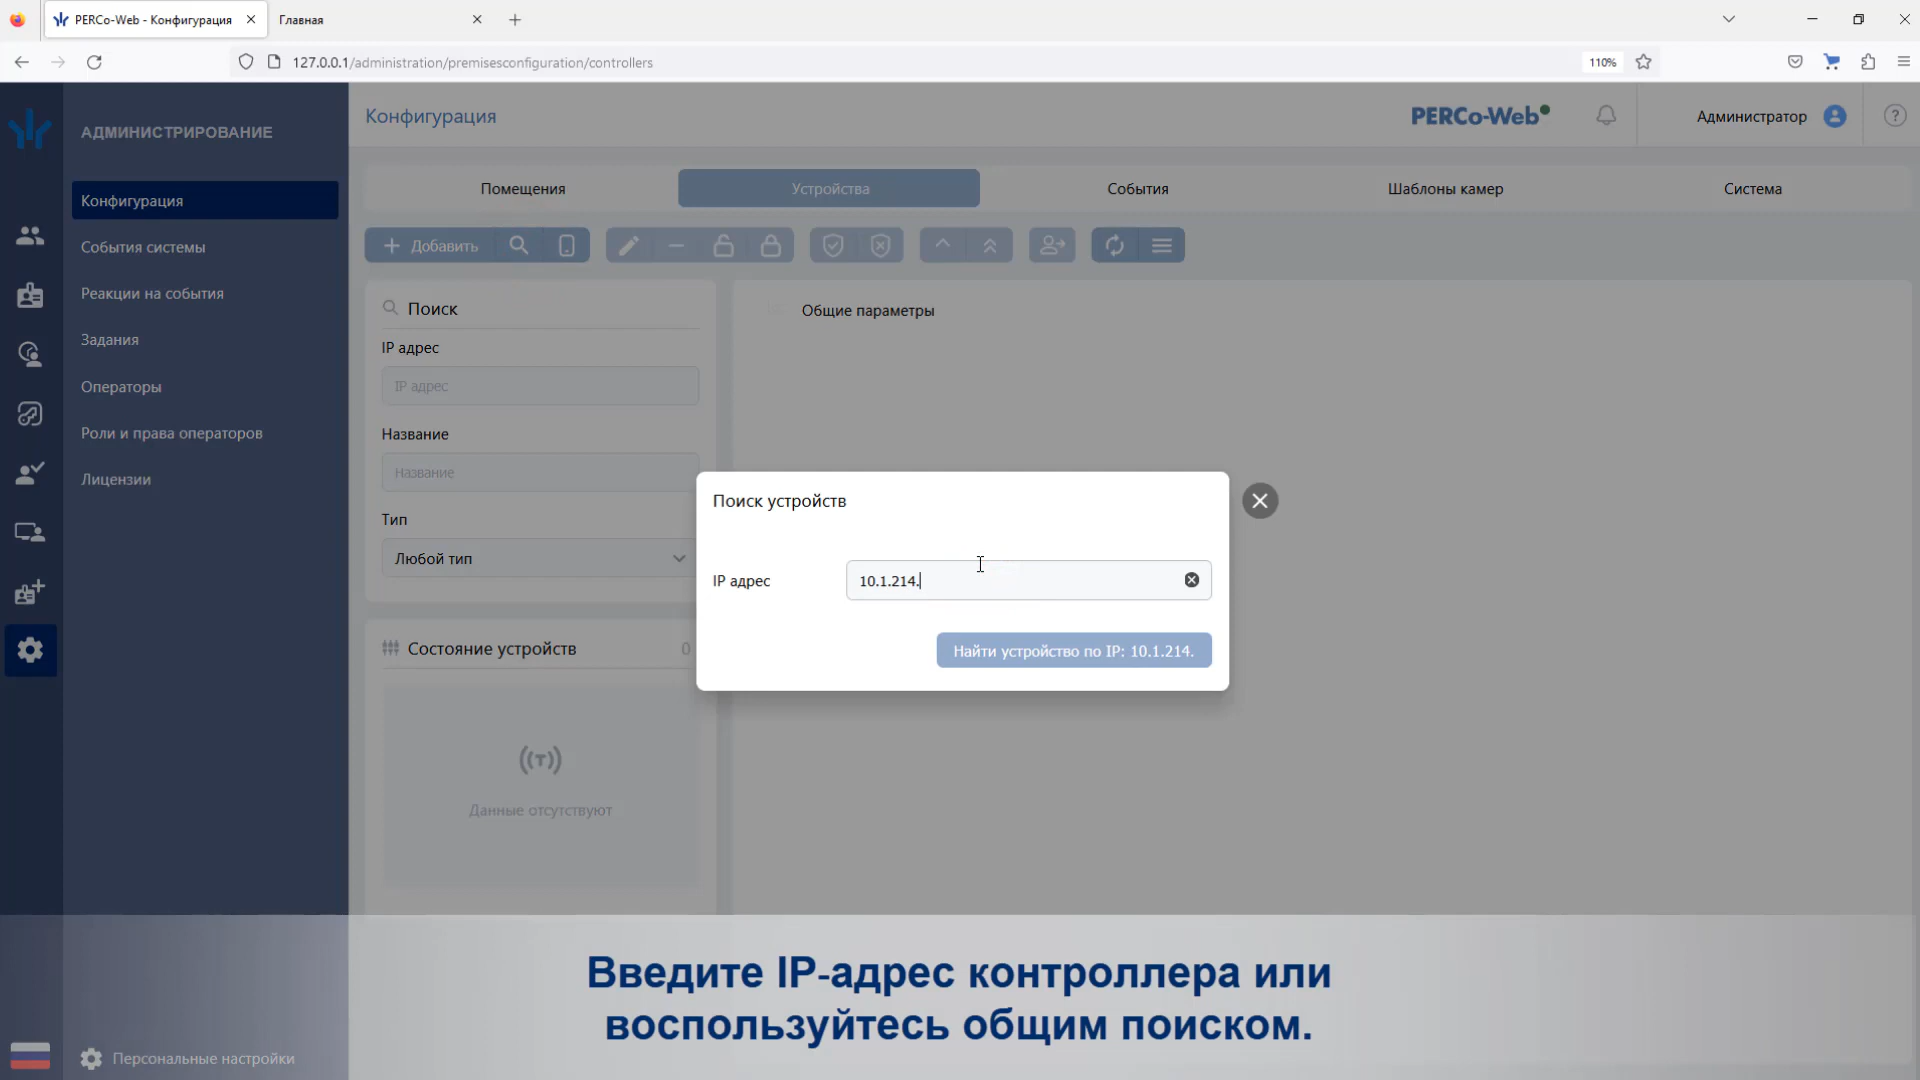 PERCo-Web - Конфигурация
Главная
127.0.0.1/administration/premisesconfiguration/controllers
110%
АДМИНИСТРИРОВАНИЕ
Конфигурация
События системы
Реакции на события
Задания
Операторы
Роли и права операторов
Лицензии
Персональные настройки
Конфигурация
PERCo-Web
Администратор
?
Помещения
Устройства
События
Шаблоны камер
Система
Добавить
Поиск
IP адрес
IP адрес
Название
Название
Тип
Любой тип
Состояние устройств
0
Данные отсутствуют
Общие параметры
Поиск устройств
IP адрес
10.1.214.
Найти устройство по IP: 10.1.214.
Введите IP-адрес контроллера или
воспользуйтесь общим поиском.